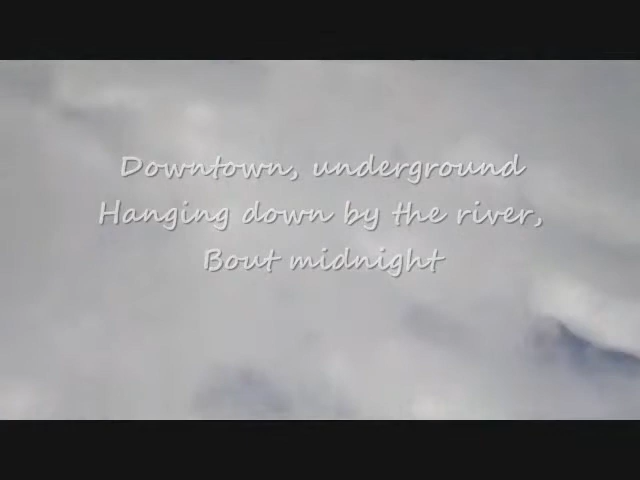 Downtown, underground
Hanging down by the river,
Bout midnight